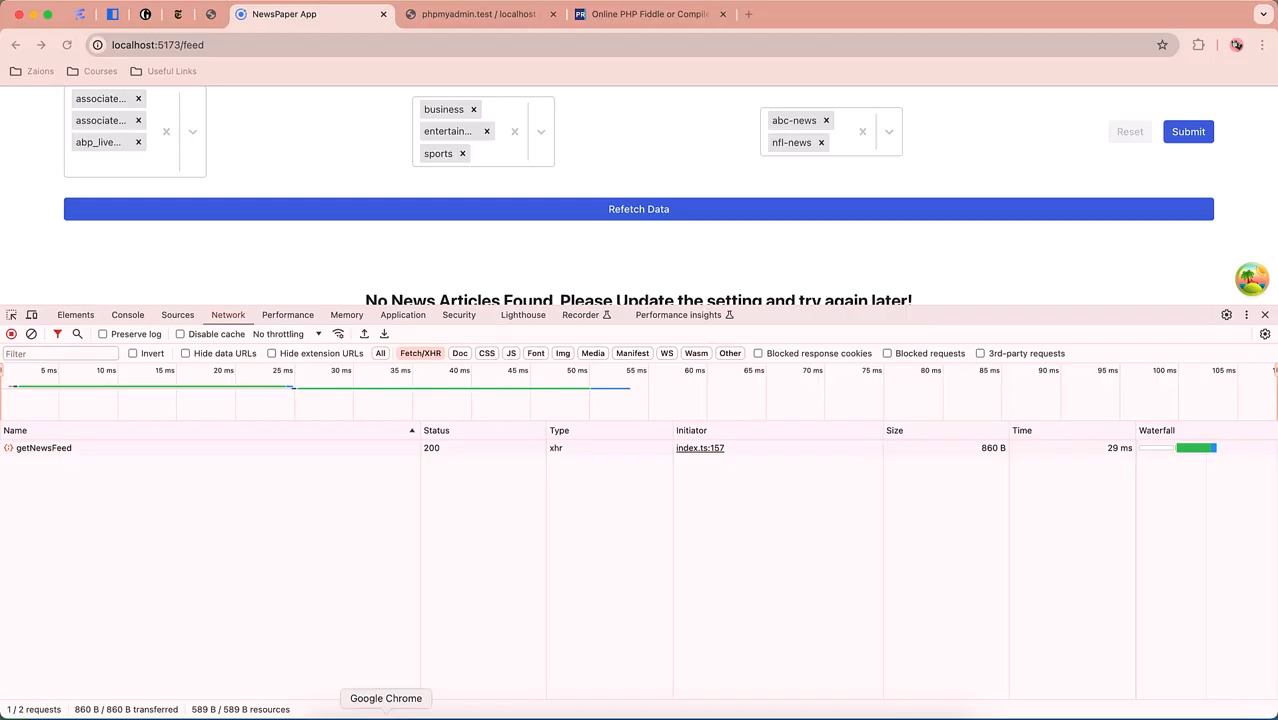 NewsPaper App
phpmyadmin.test / localhost
Online PHP Fiddle or Compile
localhost:5173/feed
Zaions
Courses
Useful Links
associate...
associate...
abp_live...
business
entertain...
sports
abc-news
nfl-news
Reset
Submit
Refetch Data
No News Articles Found, Please Update the setting and try again later!
Elements Console Sources Network Performance Memory Application Security Lighthouse Recorder Performance insights
Preserve log Disable cache No throttling
Filter Invert Hide data URLs Hide extension URLs All Fetch/XHR Doc CSS JS Font Img Media Manifest WS Wasm Other Blocked response cookies Blocked requests 3rd-party requests
5 ms 10 ms 15 ms 20 ms 25 ms 30 ms 35 ms 40 ms 45 ms 50 ms 55 ms 60 ms 65 ms 70 ms 75 ms 80 ms 85 ms 90 ms 95 ms 100 ms 105 ms
Name Status Type Initiator Size Time Waterfall
getNewsFeed 200 xhr index.ts:157 860 B 29 ms
Google Chrome
1 / 2 requests 860 B / 860 B transferred 589 B / 589 B resources